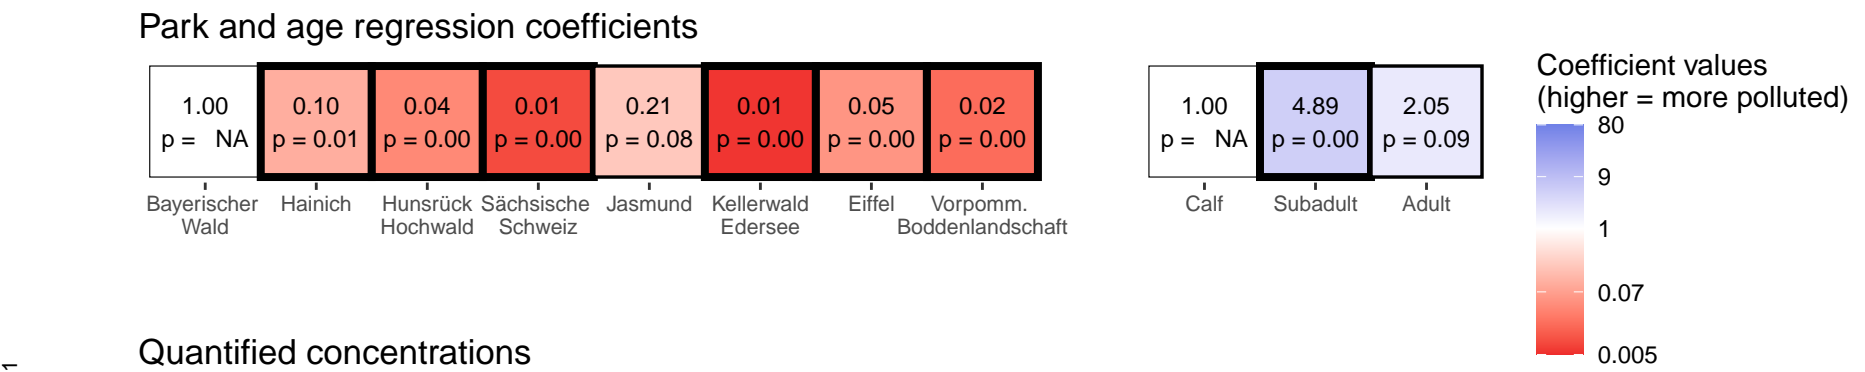 Park and age regression coefficients
1.00 0.10 0.04 0.01 0.21 0.01 0.05 0.02
p = NA p = 0.01 p = 0.00 p = 0.00 p = 0.08 p = 0.00 p = 0.00 p = 0.00
Bayerischer Hainich Hunsrück Sächsische Jasmund Kellerwald Eiffel Vorpomm.
Wald Hochwald Schweiz Edersee Boddenlandschaft
1.00 4.89 2.05
p = NA p = 0.00 p = 0.09
Calf Subadult Adult
Coefficient values
(higher = more polluted)
80
9
1
0.07
0.005
Quantified concentrations
1